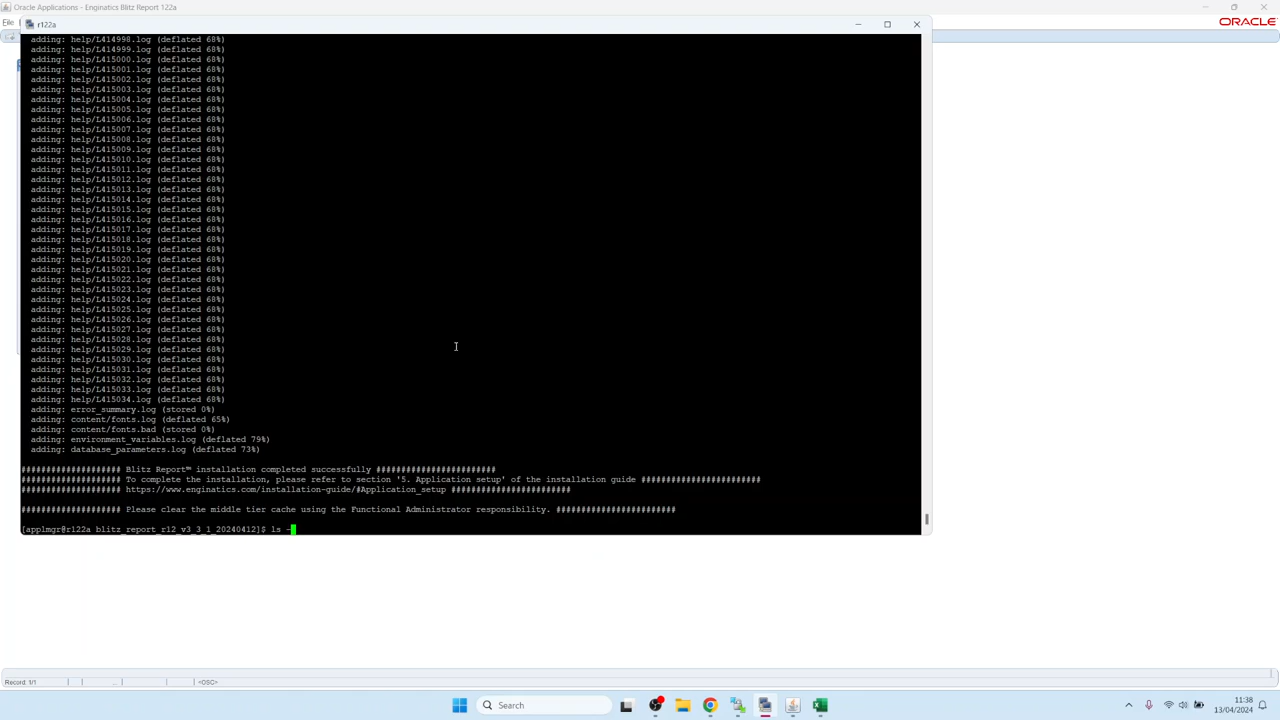 Oracle Applications - Enginatics Blitz Report 122a
File
ORACLE
r122a
adding: help/L414998.log (deflated 68%)
adding: help/L414999.log (deflated 68%)
adding: help/L415000.log (deflated 68%)
adding: help/L415001.log (deflated 68%)
adding: help/L415002.log (deflated 68%)
adding: help/L415003.log (deflated 68%)
adding: help/L415004.log (deflated 68%)
adding: help/L415005.log (deflated 68%)
adding: help/L415006.log (deflated 68%)
adding: help/L415007.log (deflated 68%)
adding: help/L415008.log (deflated 68%)
adding: help/L415009.log (deflated 68%)
adding: help/L415010.log (deflated 68%)
adding: help/L415011.log (deflated 68%)
adding: help/L415012.log (deflated 68%)
adding: help/L415013.log (deflated 68%)
adding: help/L415014.log (deflated 68%)
adding: help/L415015.log (deflated 68%)
adding: help/L415016.log (deflated 68%)
adding: help/L415017.log (deflated 68%)
adding: help/L415018.log (deflated 68%)
adding: help/L415019.log (deflated 68%)
adding: help/L415020.log (deflated 68%)
adding: help/L415021.log (deflated 68%)
adding: help/L415022.log (deflated 68%)
adding: help/L415023.log (deflated 68%)
adding: help/L415024.log (deflated 68%)
adding: help/L415025.log (deflated 68%)
adding: help/L415026.log (deflated 68%)
adding: help/L415027.log (deflated 68%)
adding: help/L415028.log (deflated 68%)
adding: help/L415029.log (deflated 68%)
adding: help/L415030.log (deflated 68%)
adding: help/L415031.log (deflated 68%)
adding: help/L415032.log (deflated 68%)
adding: help/L415033.log (deflated 68%)
adding: help/L415034.log (deflated 68%)
adding: error_summary.log (stored 0%)
adding: content/fonts.log (deflated 65%)
adding: content/fonts.bad (stored 0%)
adding: environment_variables.log (deflated 79%)
adding: database_parameters.log (deflated 73%)
#################### Blitz Report™ installation completed successfully ########################
#################### To complete the installation, please refer to section '5. Application setup' of the installation guide ########################
#################### https://www.enginatics.com/installation-guide/#Application_setup ########################
#################### Please clear the middle tier cache using the Functional Administrator responsibility. ########################
[applmgr@r122a blitz_report_r12_v3_3_1_20240412]$ ls -
Record: 1/1 ... <OSC>
Search
11:38
13/04/2024